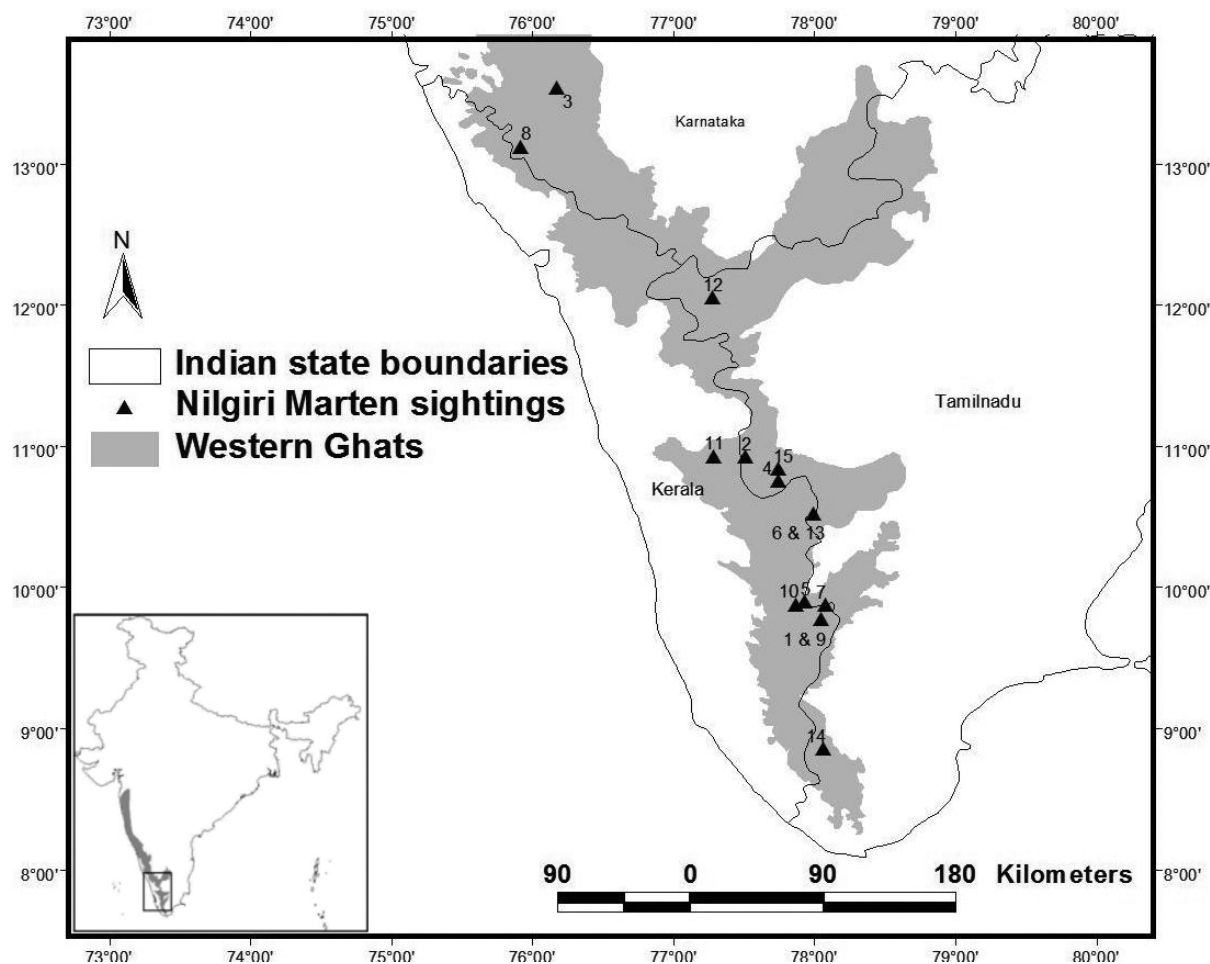 73°00' 74°00' 75°00' 76°00' 77°00' 78°00' 79°00' 80°00'
3
Karnataka
8
13°00' 13°00'
N
12
12°00' 12°00'
Indian state boundaries
Nilgiri Marten sightings
Tamilnadu
Western Ghats
11°00' 11 2 11°00'
4 15
Kerala
6 & 13
10°00' 10°00'
10 5 7
1 & 9
9°00' 9°00'
14
8°00' 8°00'
90 0 90 180 Kilometers
73°00' 74°00' 75°00' 76°00' 77°00' 78°00' 79°00' 80°00'